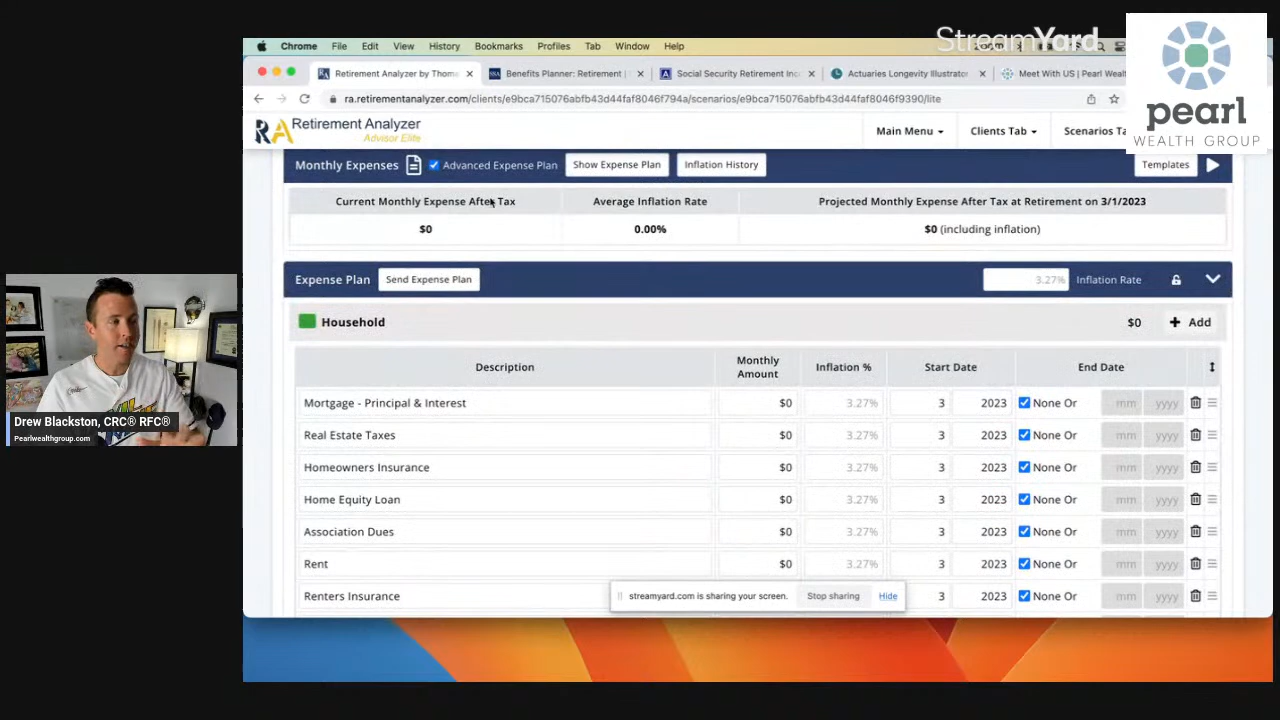 StreamYard
pearl
WEALTH GROUP
Chrome File Edit View History Bookmarks Profiles Tab Window Help
Retirement Analyzer by Thoma
Benefits Planner: Retirement |
Social Security Retirement Inc
Actuaries Longevity Illustrator
Meet With US | Pearl Wealt
ra.retirementanalyzer.com/clients/e9bca715076abfb43d44faf8046f794a/scenarios/e9bca715076abfb43d44faf8046f9390/lite
RA Retirement Analyzer
Advisor Elite
Main Menu Clients Tab Scenarios Ta
Monthly Expenses Advanced Expense Plan Show Expense Plan Inflation History Templates
Current Monthly Expense After Tax Average Inflation Rate Projected Monthly Expense After Tax at Retirement on 3/1/2023
$0 0.00% $0 (including inflation)
Expense Plan Send Expense Plan 3.27% Inflation Rate
Household $0 + Add
Description Monthly Amount Inflation % Start Date End Date
Mortgage - Principal & Interest $0 3.27% 3 2023 None Or mm yyyy
Real Estate Taxes $0 3.27% 3 2023 None Or mm yyyy
Homeowners Insurance $0 3.27% 3 2023 None Or mm yyyy
Home Equity Loan $0 3.27% 3 2023 None Or mm yyyy
Association Dues $0 3.27% 3 2023 None Or mm yyyy
Rent $0 3.27% 3 2023 None Or mm yyyy
Renters Insurance 3 2023 None Or mm yyyy
streamyard.com is sharing your screen. Stop sharing Hide
Drew Blackston, CRC® RFC®
Pearlwealthgroup.com